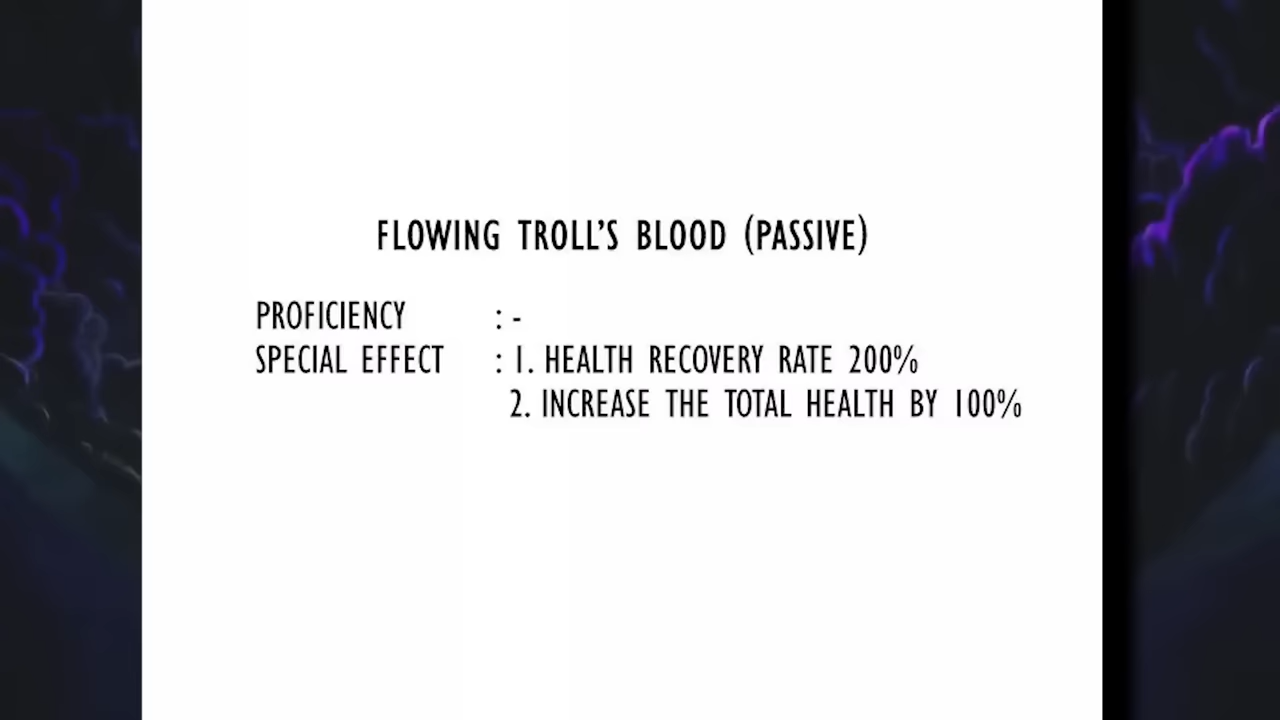 FLOWING TROLL'S BLOOD (PASSIVE)
PROFICIENCY : -
SPECIAL EFFECT : 1. HEALTH RECOVERY RATE 200%
2. INCREASE THE TOTAL HEALTH BY 100%